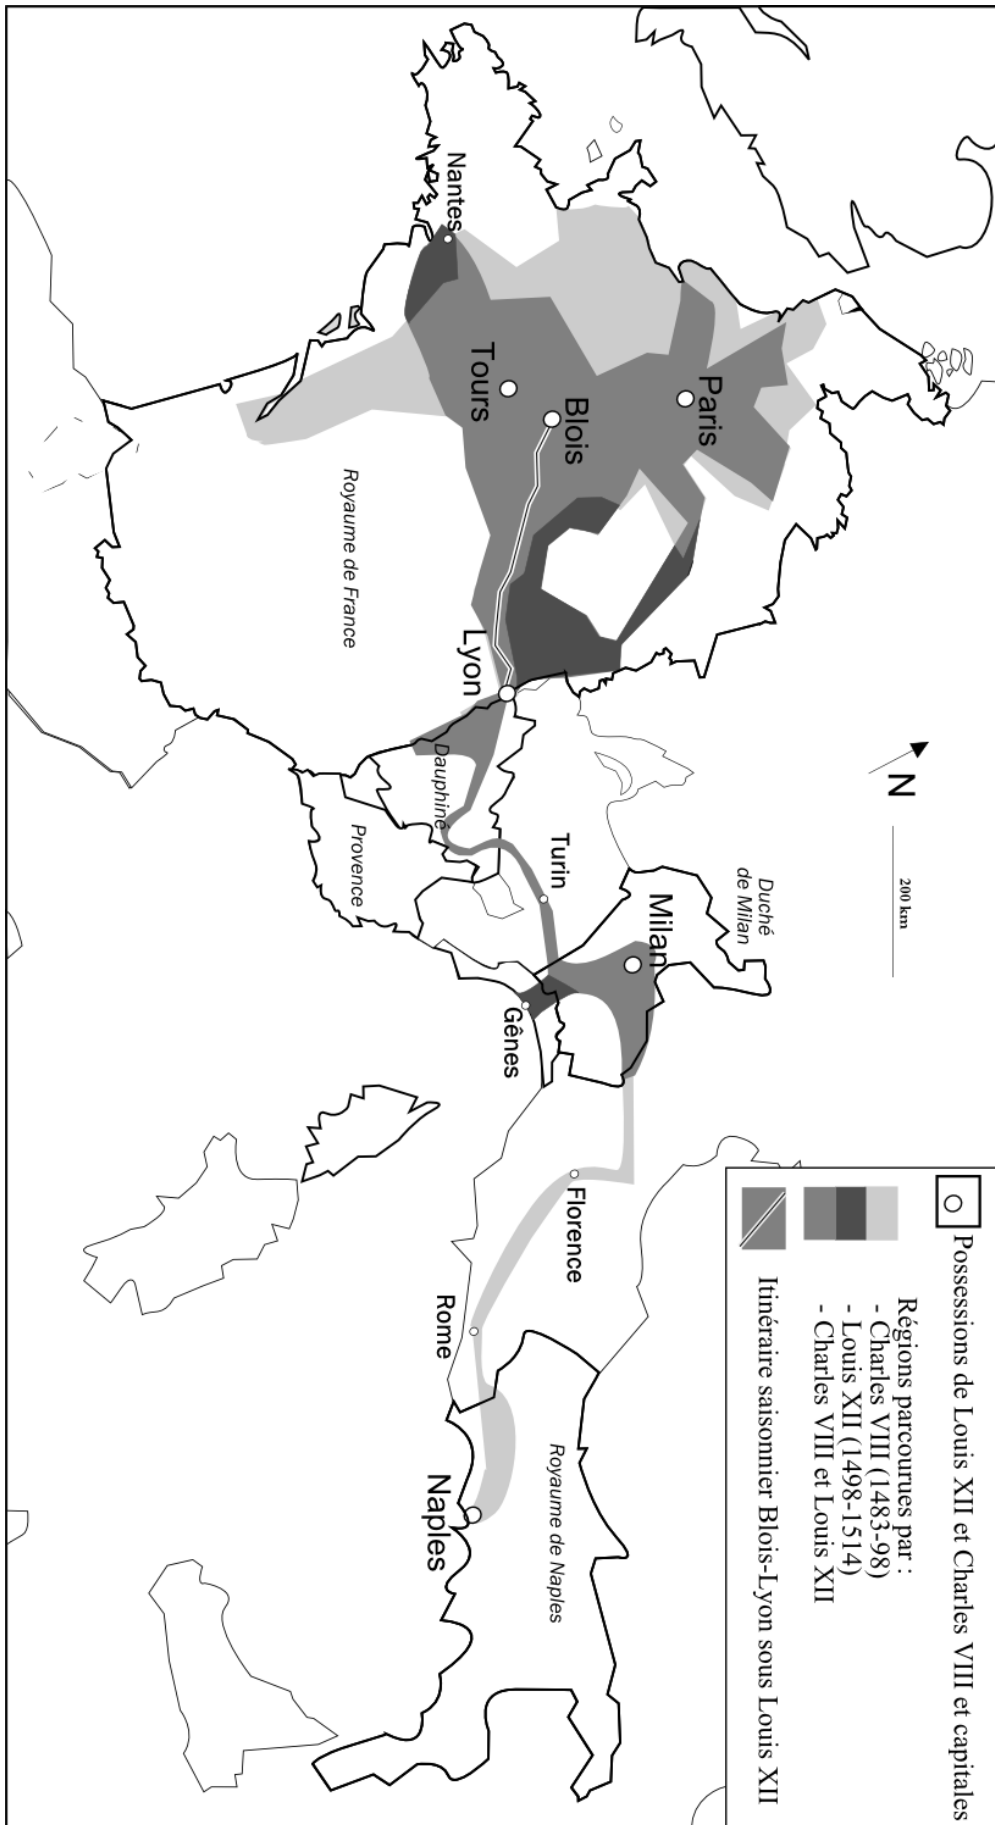 Possessions de Louis XII et Charles VIII et capitales
Régions parcourues par :
- Charles VIII (1483-98)
- Louis XII (1498-1514)
- Charles VIII et Louis XII
Itinéraire saisonnier Blois-Lyon sous Louis XII
N
200 km
Nantes
Tours
Blois
Paris
Royaume de France
Lyon
Dauphiné
Provence
Turin
Duché
de Milan
Milan
Gênes
Florence
Rome
Naples
Royaume de Naples